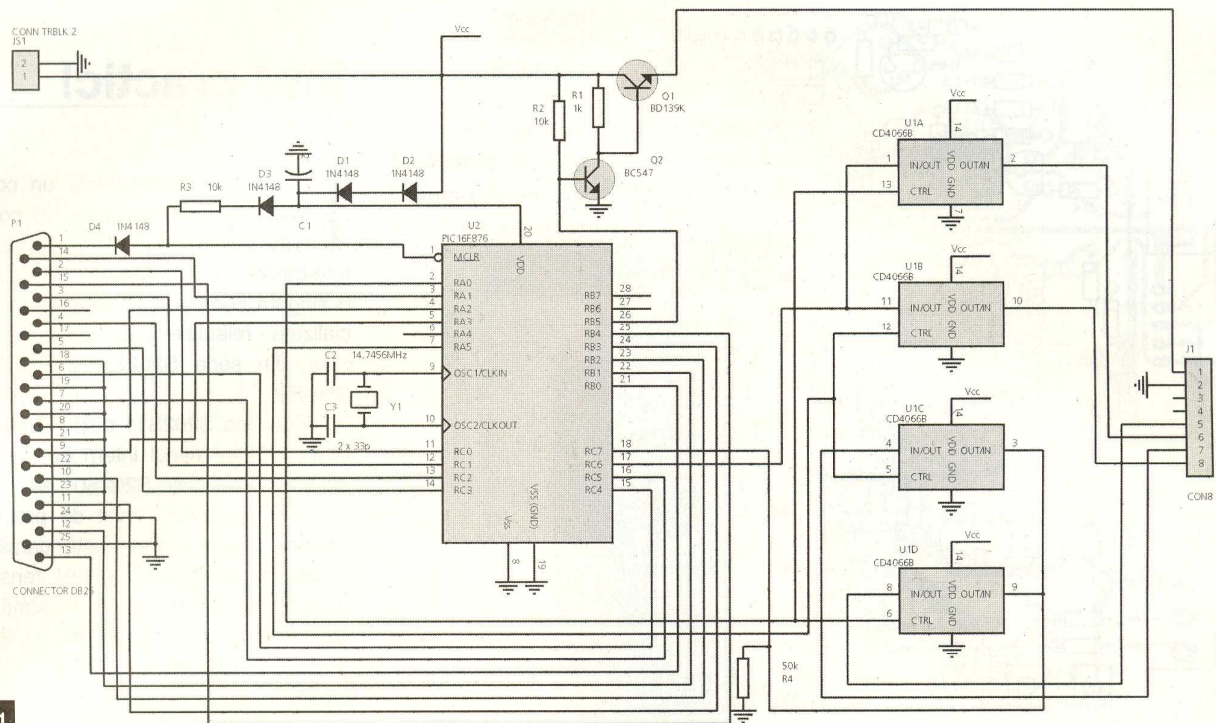 CONN TRBLK 2
JS1
2
1
Vcc
R2
10k
R1
1k
Q1
BD139K
Q2
BC547
R3 10k
D3
1N4148
C1
D1
1N4148
D2
1N4148
P1
D4 1N4148
1
14
2
15
3
16
4
17
5
18
6
19
7
20
8
21
9
22
10
23
11
24
12
25
13
CONNECTOR DB25
U2
PIC16F876
20
VDD
1 MCLR
2 RA0
3 RA1
4 RA2
5 RA3
6 RA4
7 RA5
9 OSC1/CLKIN
10 OSC2/CLKOUT
11 RC0
12 RC1
13 RC2
14 RC3
RB7 28
RB6 27
RB5 26
RB4 25
RB3 24
RB2 23
RB1 22
RB0 21
RC7 18
RC6 17
RC5 16
RC4 15
Vss
8
VSS (GND)
19
C2
14.7456MHz
Y1
C3
2 x 33p
50k
R4
Vcc
U1A
CD4066B
14
1 IN/OUT OUT/IN 2
13 CTRL
VDD GND
7
Vcc
U1B
CD4066B
14
11 IN/OUT OUT/IN 10
12 CTRL
VDD GND
Vcc
U1C
CD4066B
14
4 IN/OUT OUT/IN 3
5 CTRL
VDD GND
Vcc
U1D
CD4066B
14
8 IN/OUT OUT/IN 9
6 CTRL
VDD GND
J1
1
2
3
4
5
6
7
8
CON8
1